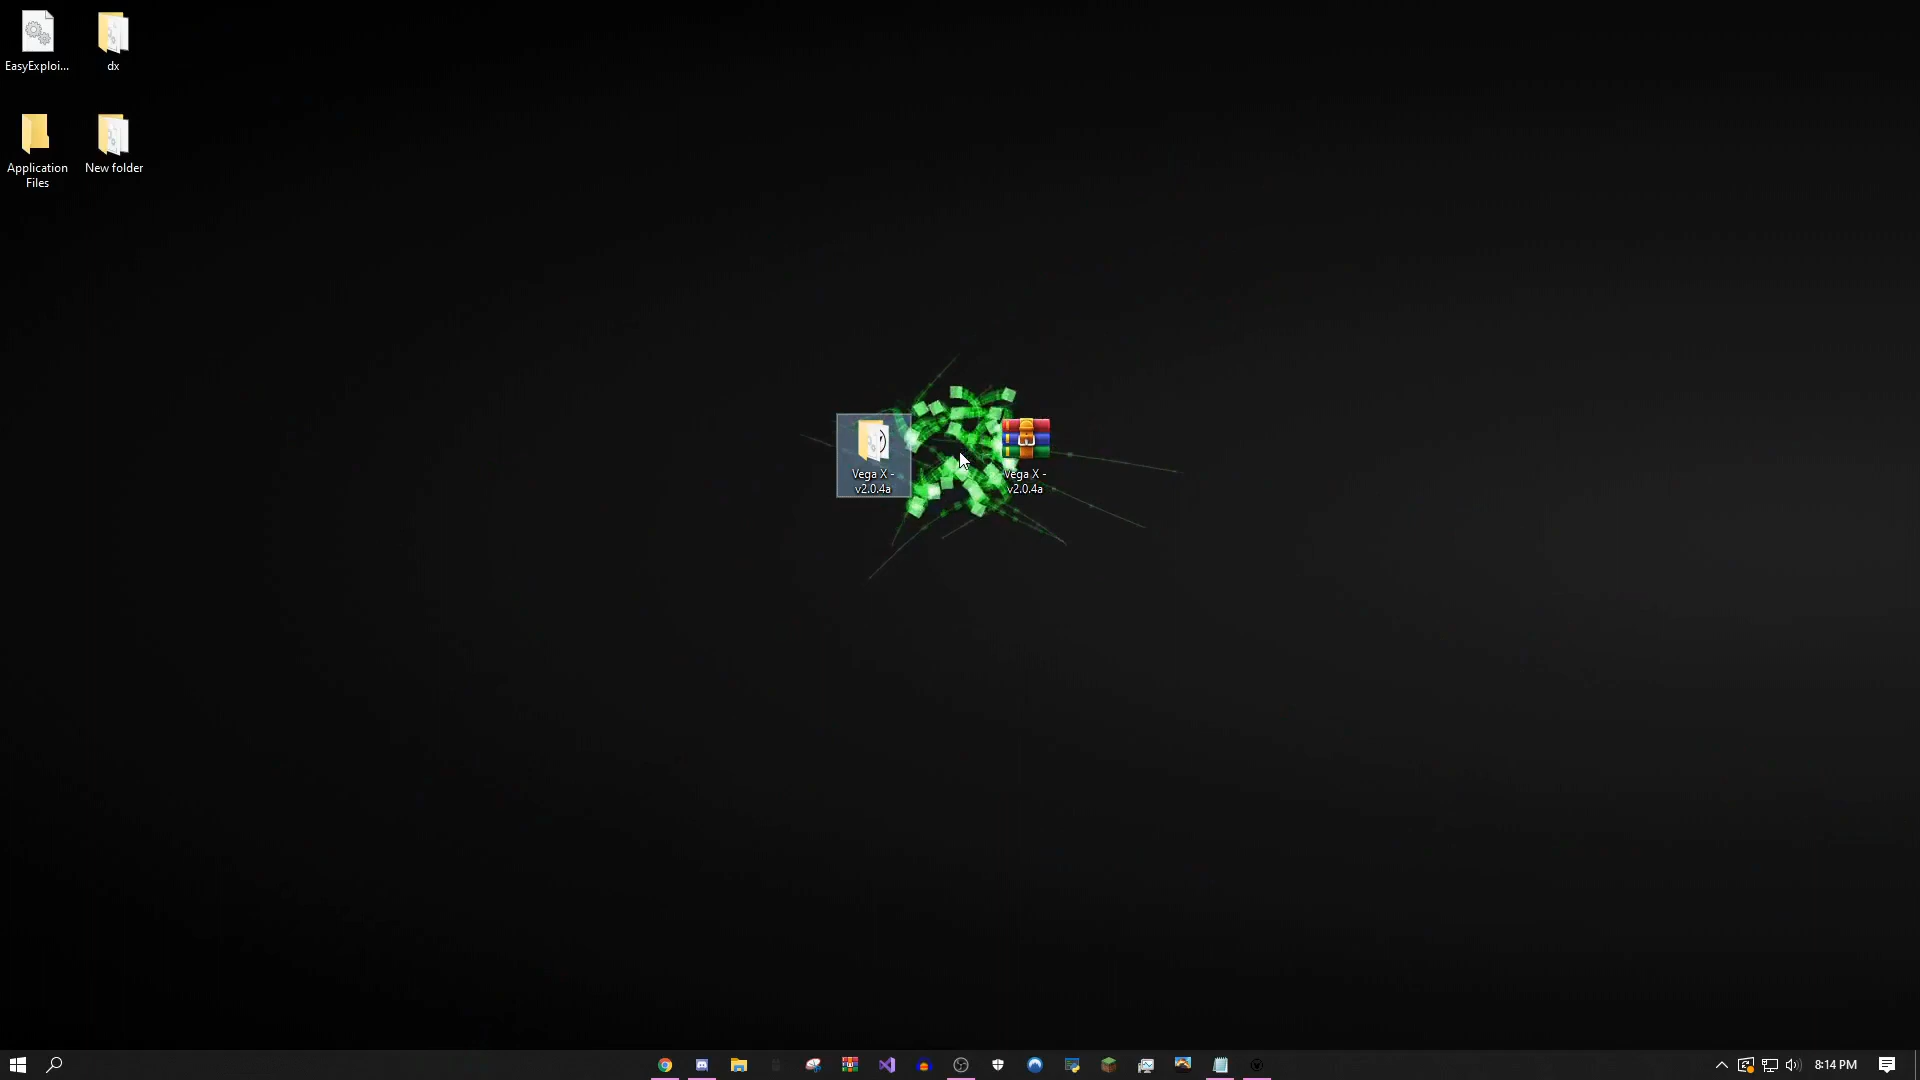 EasyExploi...
dx
Application
Files
New folder
Vega X -
v2.0.4a
Vega X -
v2.0.4a
8:14 PM